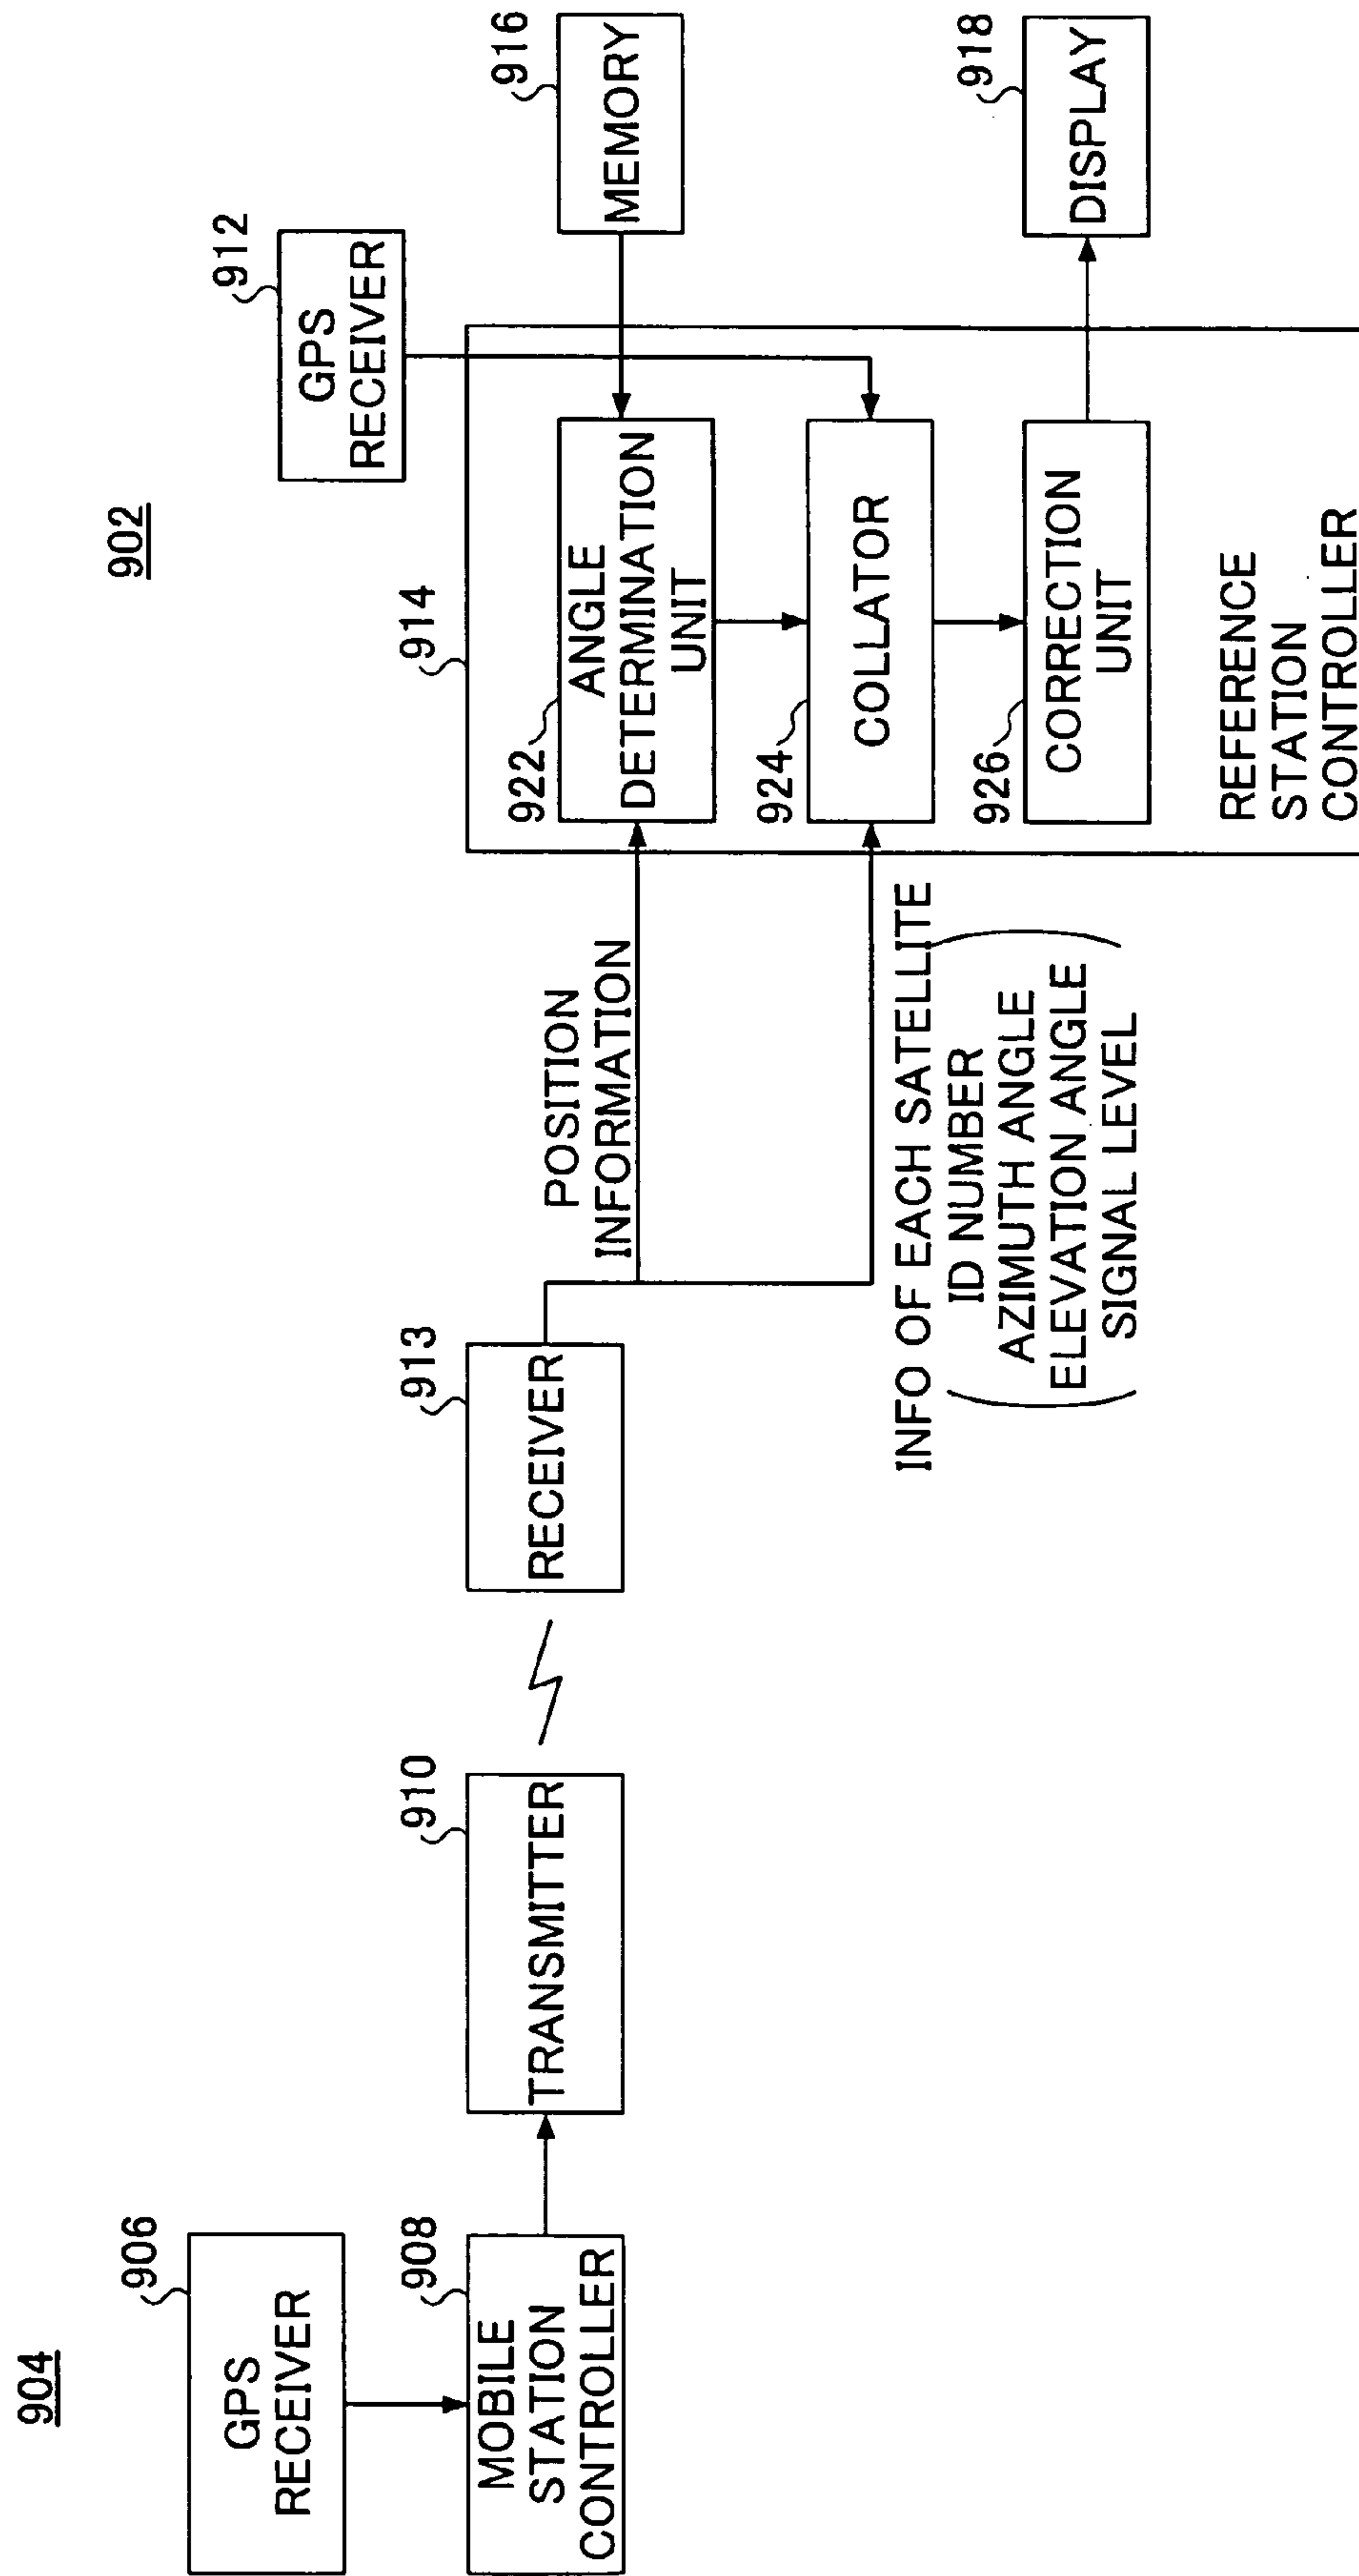 904
906
GPS
RECEIVER
908
MOBILE
STATION
CONTROLLER
910
TRANSMITTER
913
RECEIVER
POSITION
INFORMATION
INFO OF EACH SATELLITE
ID NUMBER
AZIMUTH ANGLE
ELEVATION ANGLE
SIGNAL LEVEL
902
912
GPS
RECEIVER
914
922
ANGLE
DETERMINATION
UNIT
924
COLLATOR
926
CORRECTION
UNIT
REFERENCE
STATION
CONTROLLER
916
MEMORY
918
DISPLAY